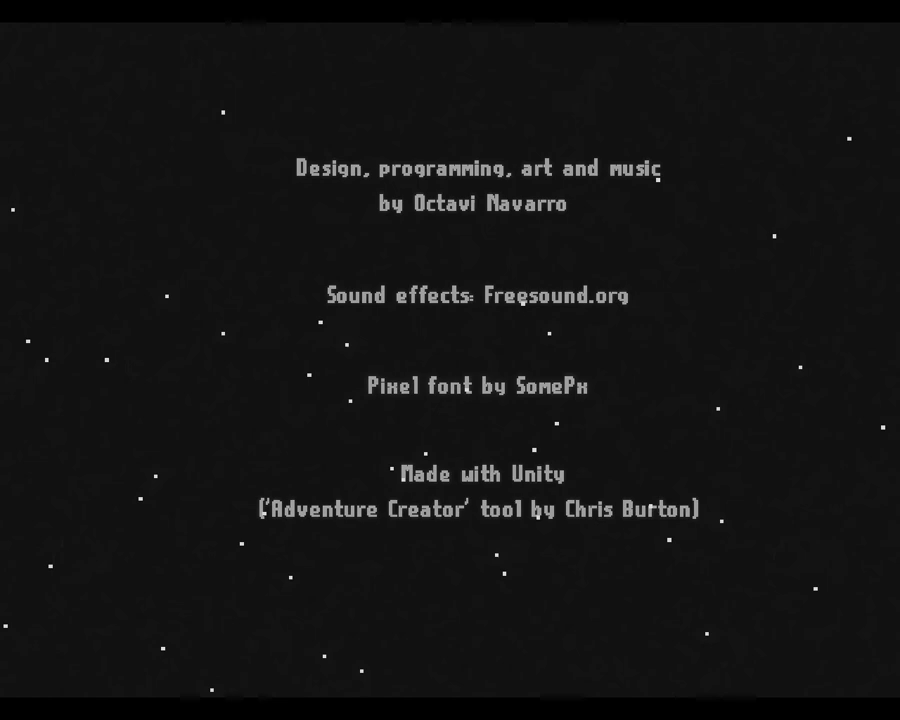 Design, programming, art and music
by Octavi Navarro
Sound effects: Freesound.org
Pixel font by SomePx
Made with Unity
('Adventure Creator' tool by Chris Burton)